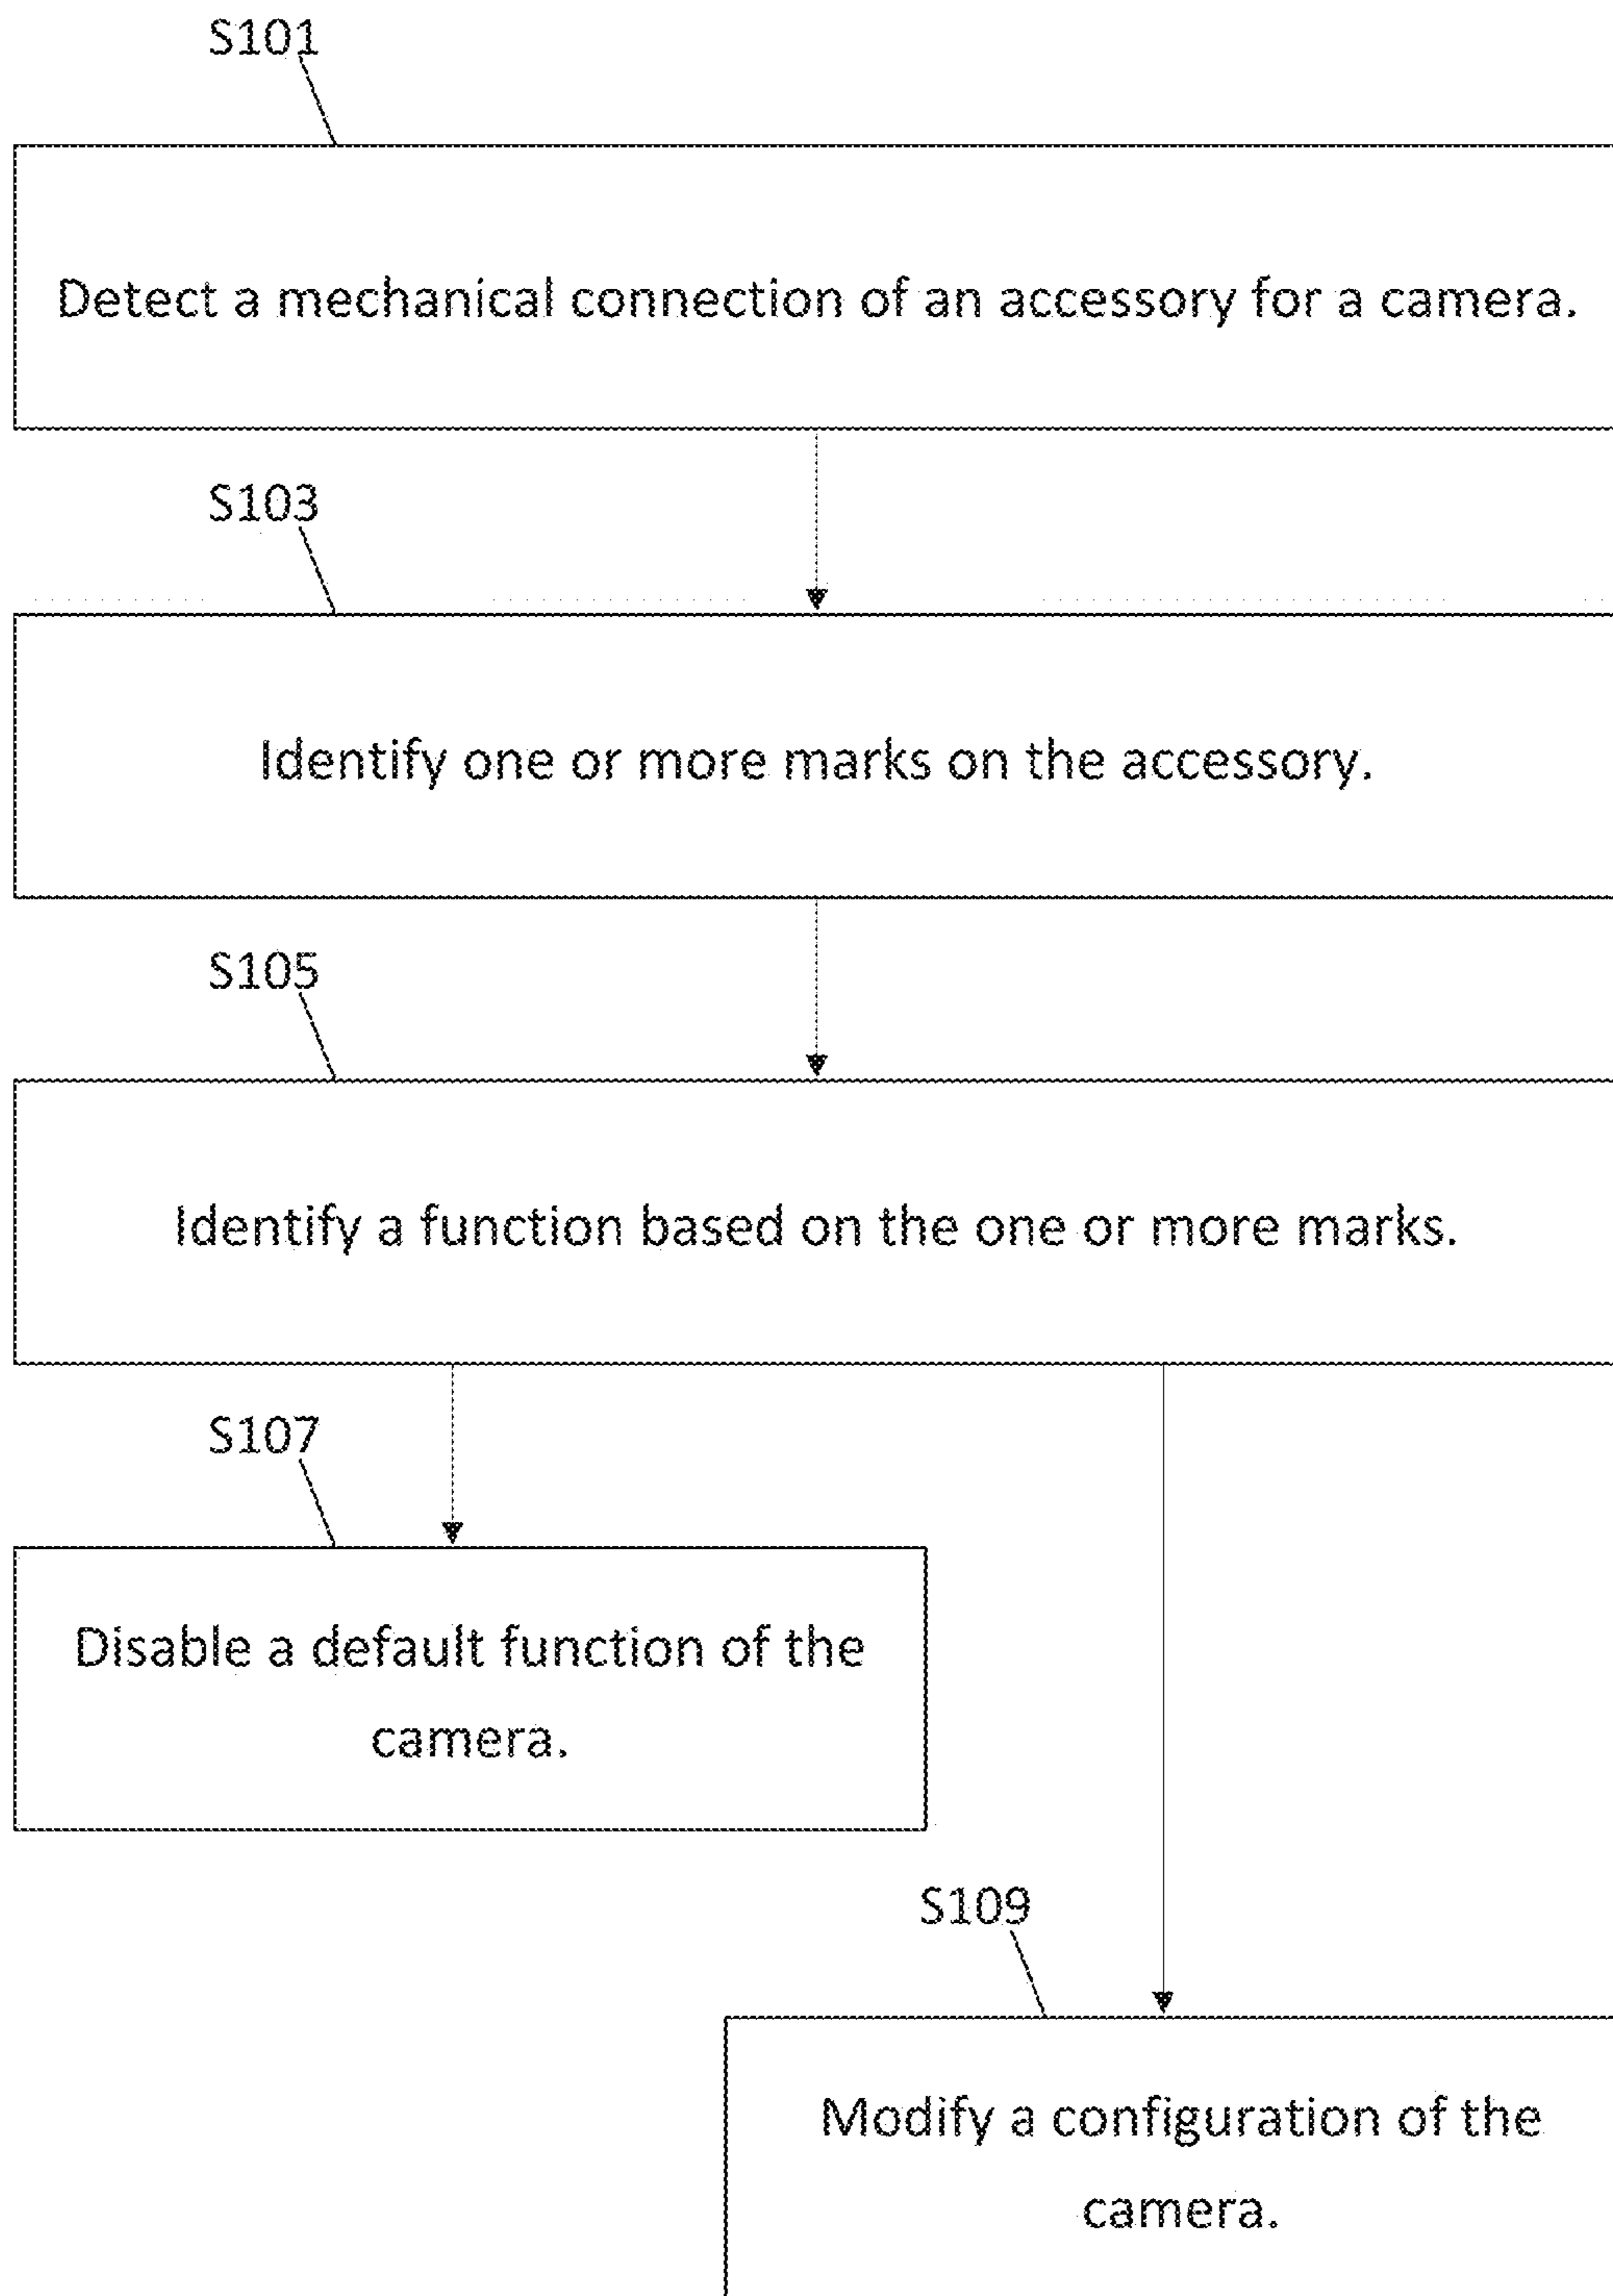 S101
Detect a mechanical connection of an accessory for a camera.
S103
Identify one or more marks on the accessory.
S105
Identify a function based on the one or more marks.
S107
Disable a default function of the
camera.
S109
Modify a configuration of the
camera.